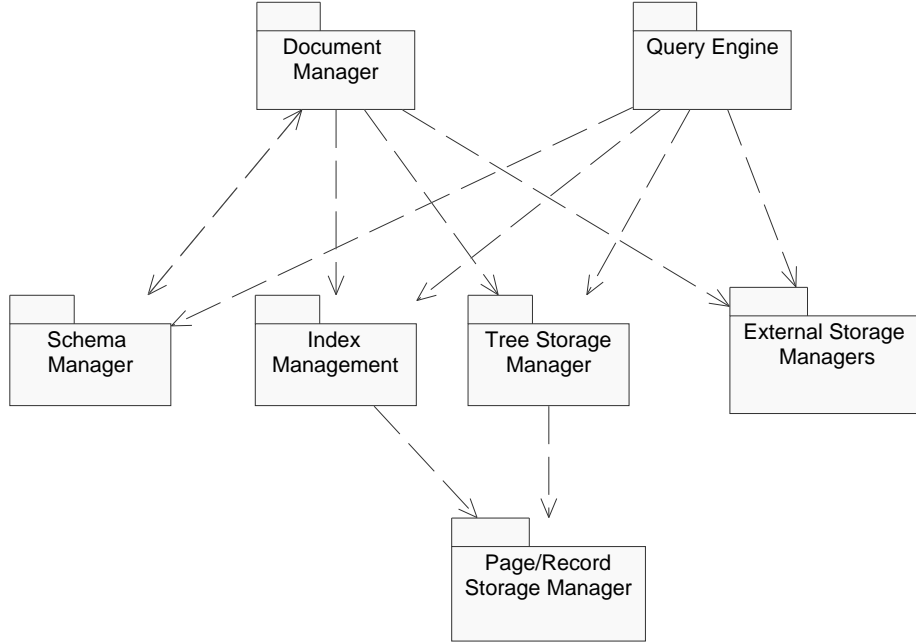 Document
Manager
Query Engine
Schema
Manager
Index
Management
Tree Storage
Manager
External Storage
Managers
Page/Record
Storage Manager